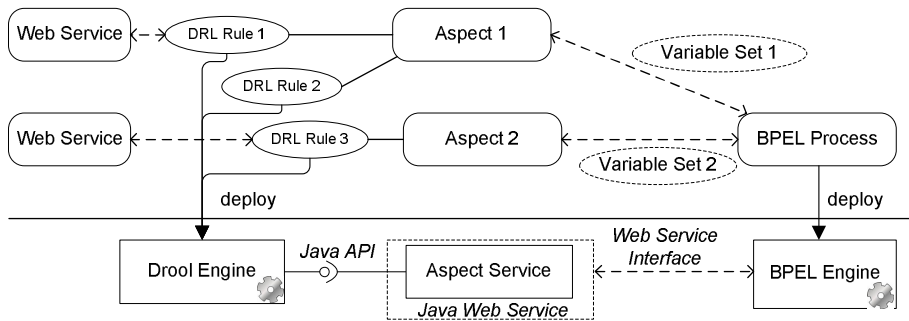 Web Service
DRL Rule 1
Aspect 1
Variable Set 1
DRL Rule 2
Web Service
DRL Rule 3
Aspect 2
BPEL Process
Variable Set 2
deploy
deploy
Drool Engine
Java API
Aspect Service
Java Web Service
Web Service
Interface
BPEL Engine